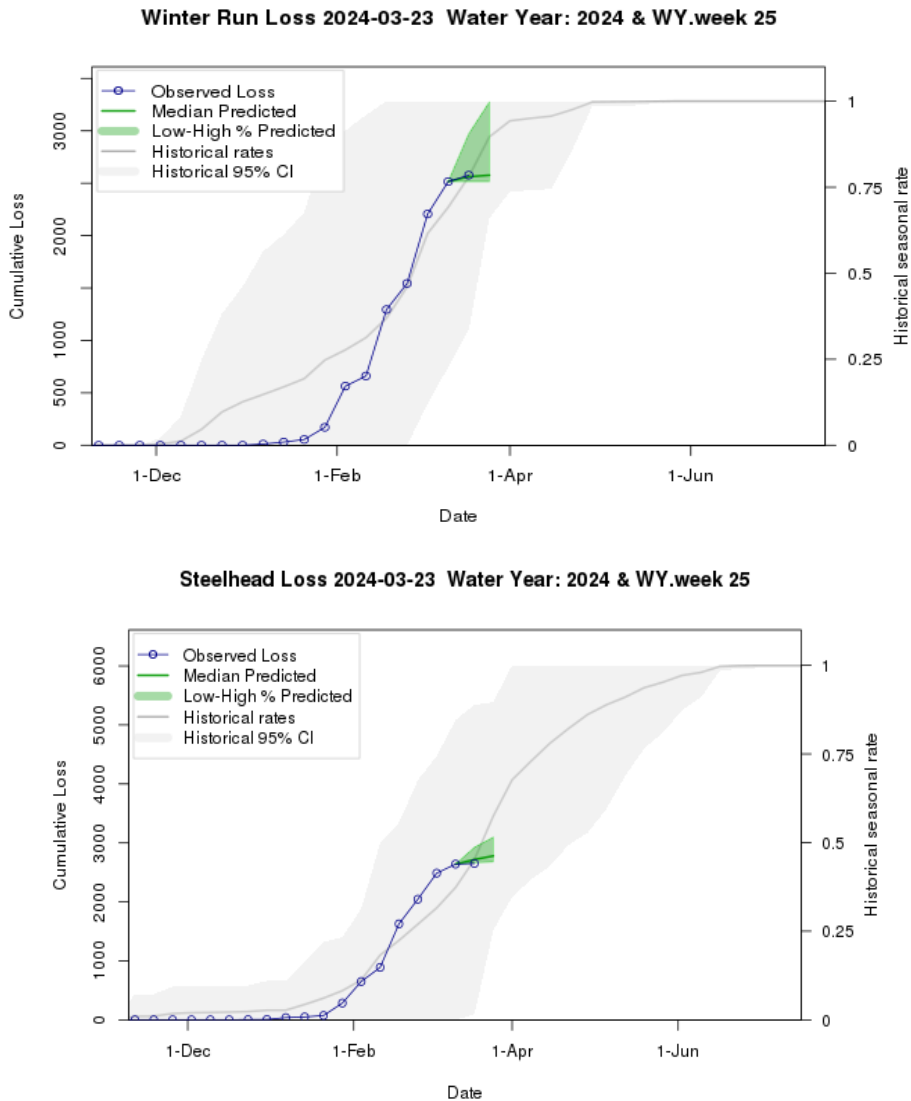 Winter Run Loss 2024-03-23 Water Year: 2024 & WY.week 25
Observed Loss
Median Predicted
Low-High % Predicted
Historical rates
Historical 95% CI
Cumulative Loss
3000
2000
1000
500
0
1
0.75
0.5
0.25
0
Historical seasonal rate
1-Dec
1-Feb
1-Apr
1-Jun
Date
Steelhead Loss 2024-03-23 Water Year: 2024 & WY.week 25
Observed Loss
Median Predicted
Low-High % Predicted
Historical rates
Historical 95% CI
Cumulative Loss
6000
5000
4000
3000
2000
1000
0
1
0.75
0.5
0.25
0
Historical seasonal rate
1-Dec
1-Feb
1-Apr
1-Jun
Date